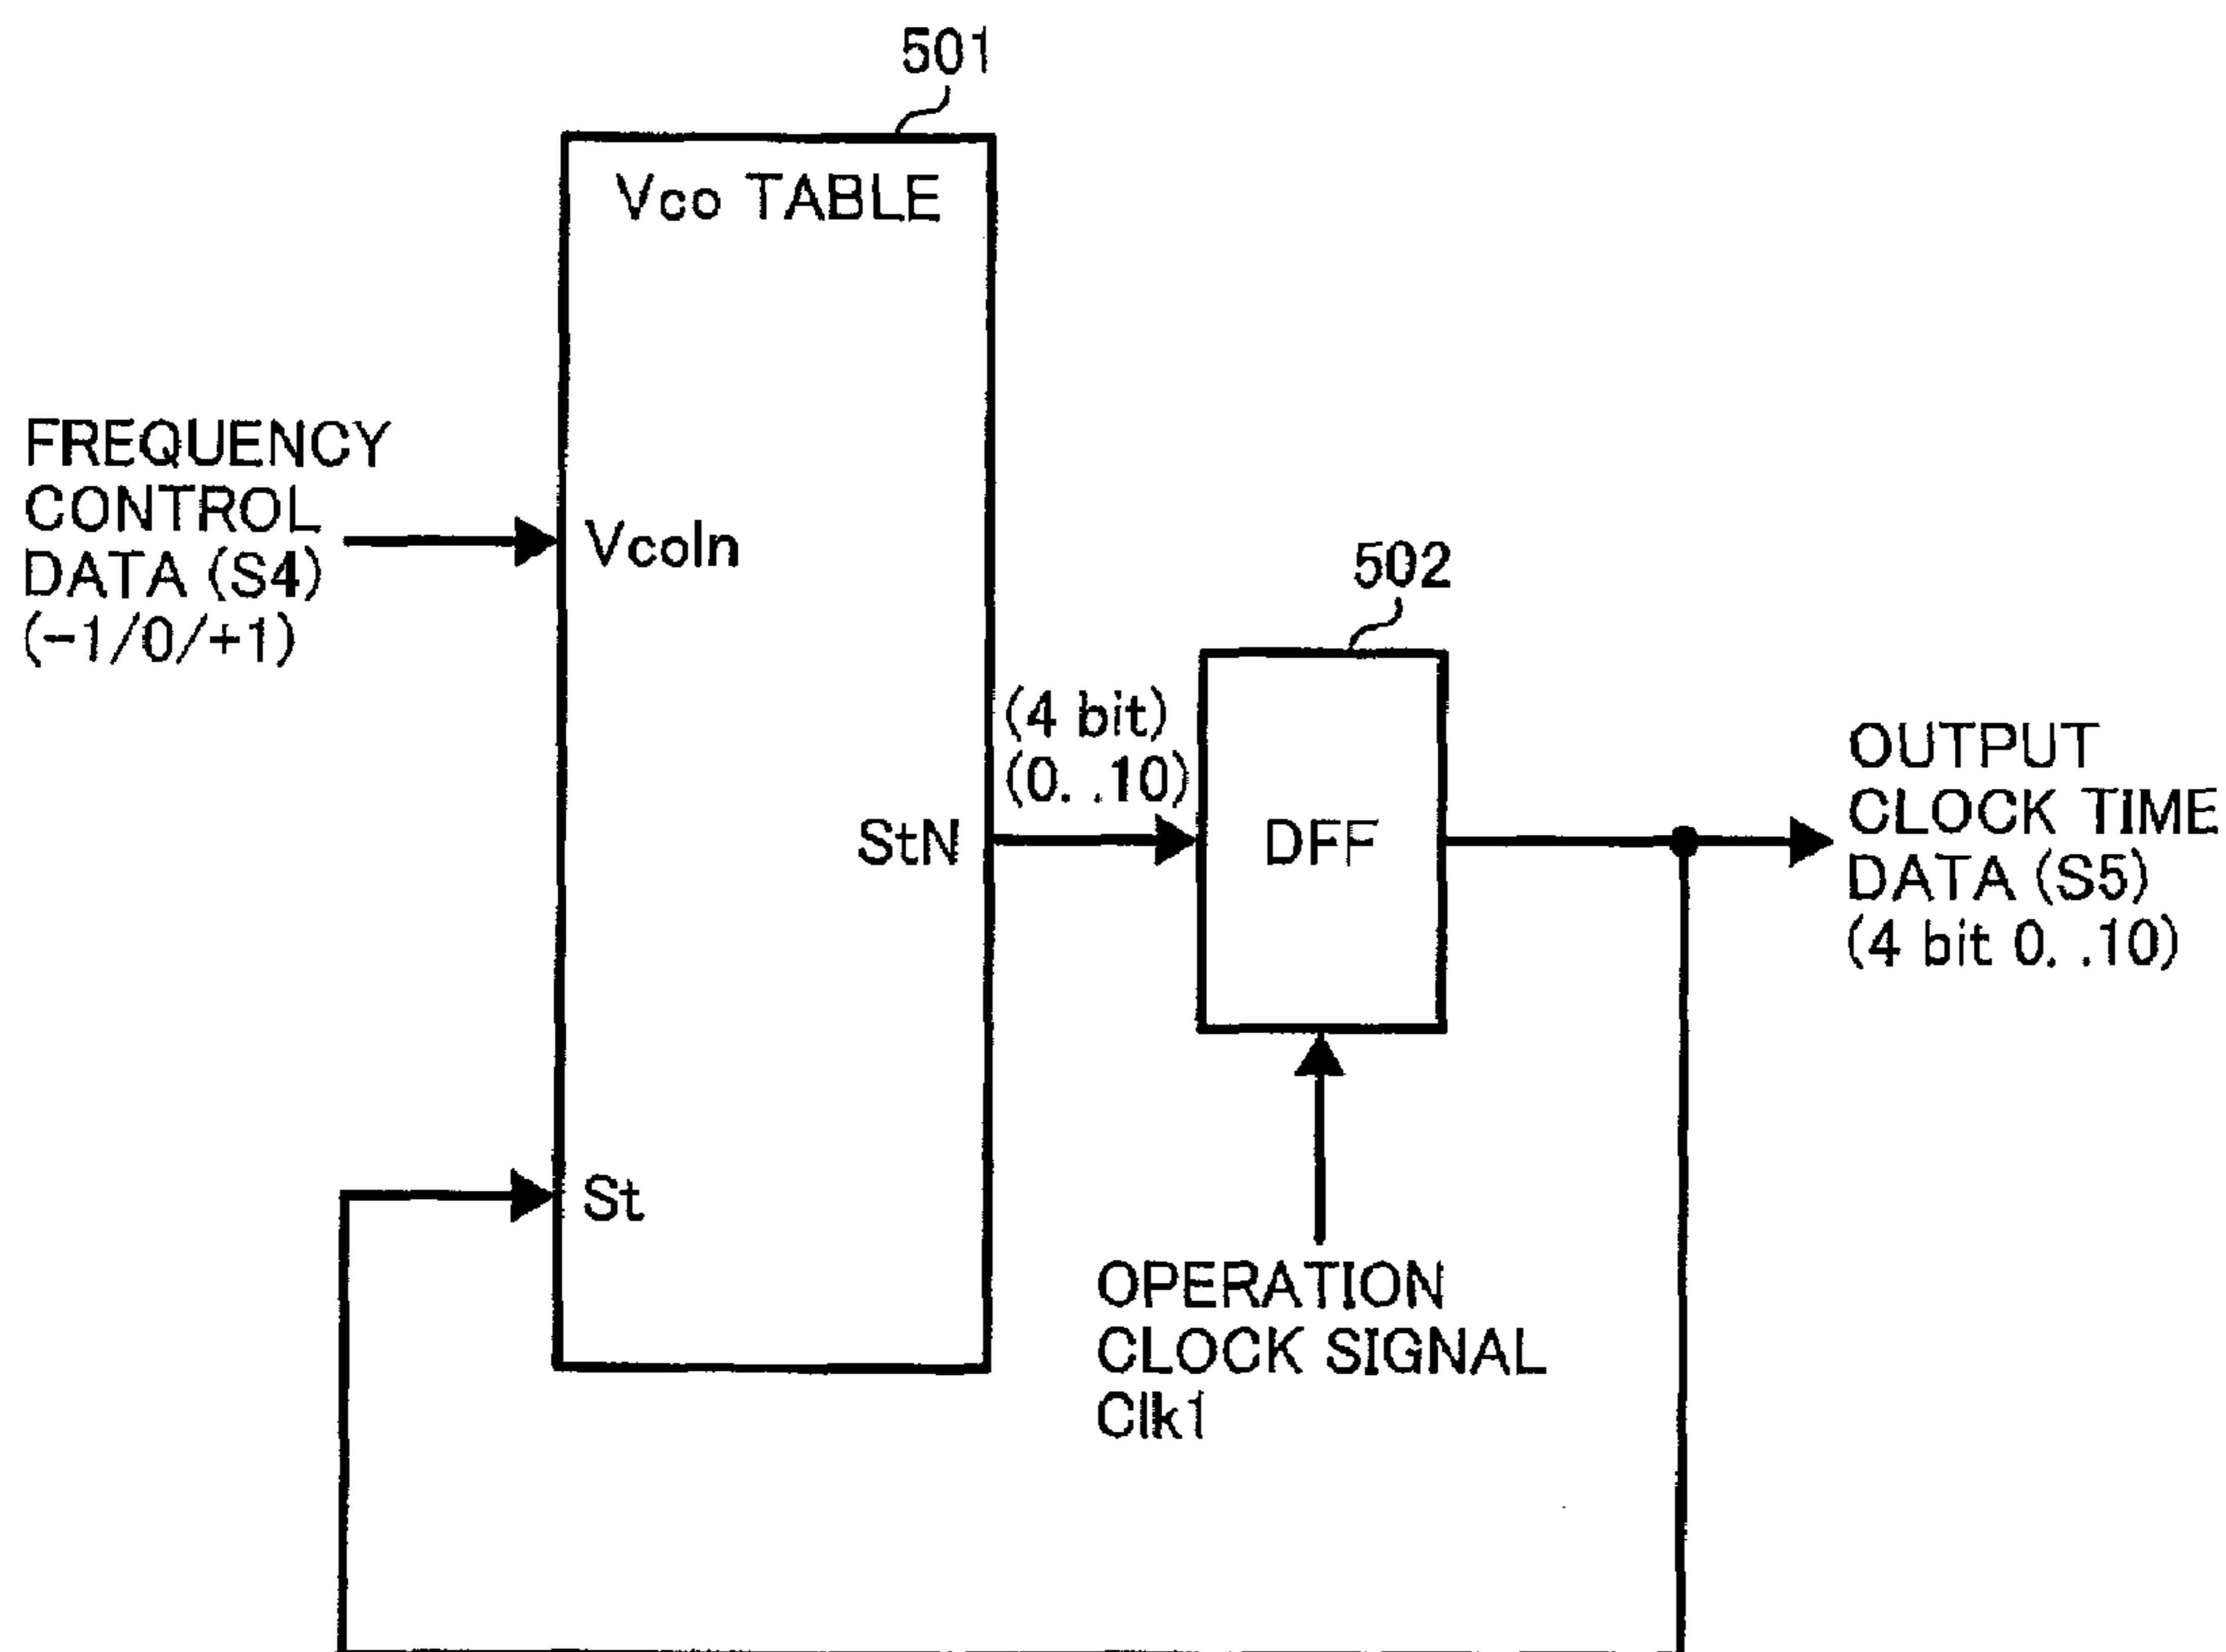 501
Vco TABLE
FREQUENCY
CONTROL
DATA (S4)
(-1/0/+1)
VcoIn
502
(4 bit)
(0. .10)
StN
DFF
OUTPUT
CLOCK TIME
DATA (S5)
(4 bit 0. .10)
St
OPERATION
CLOCK SIGNAL
Clk1